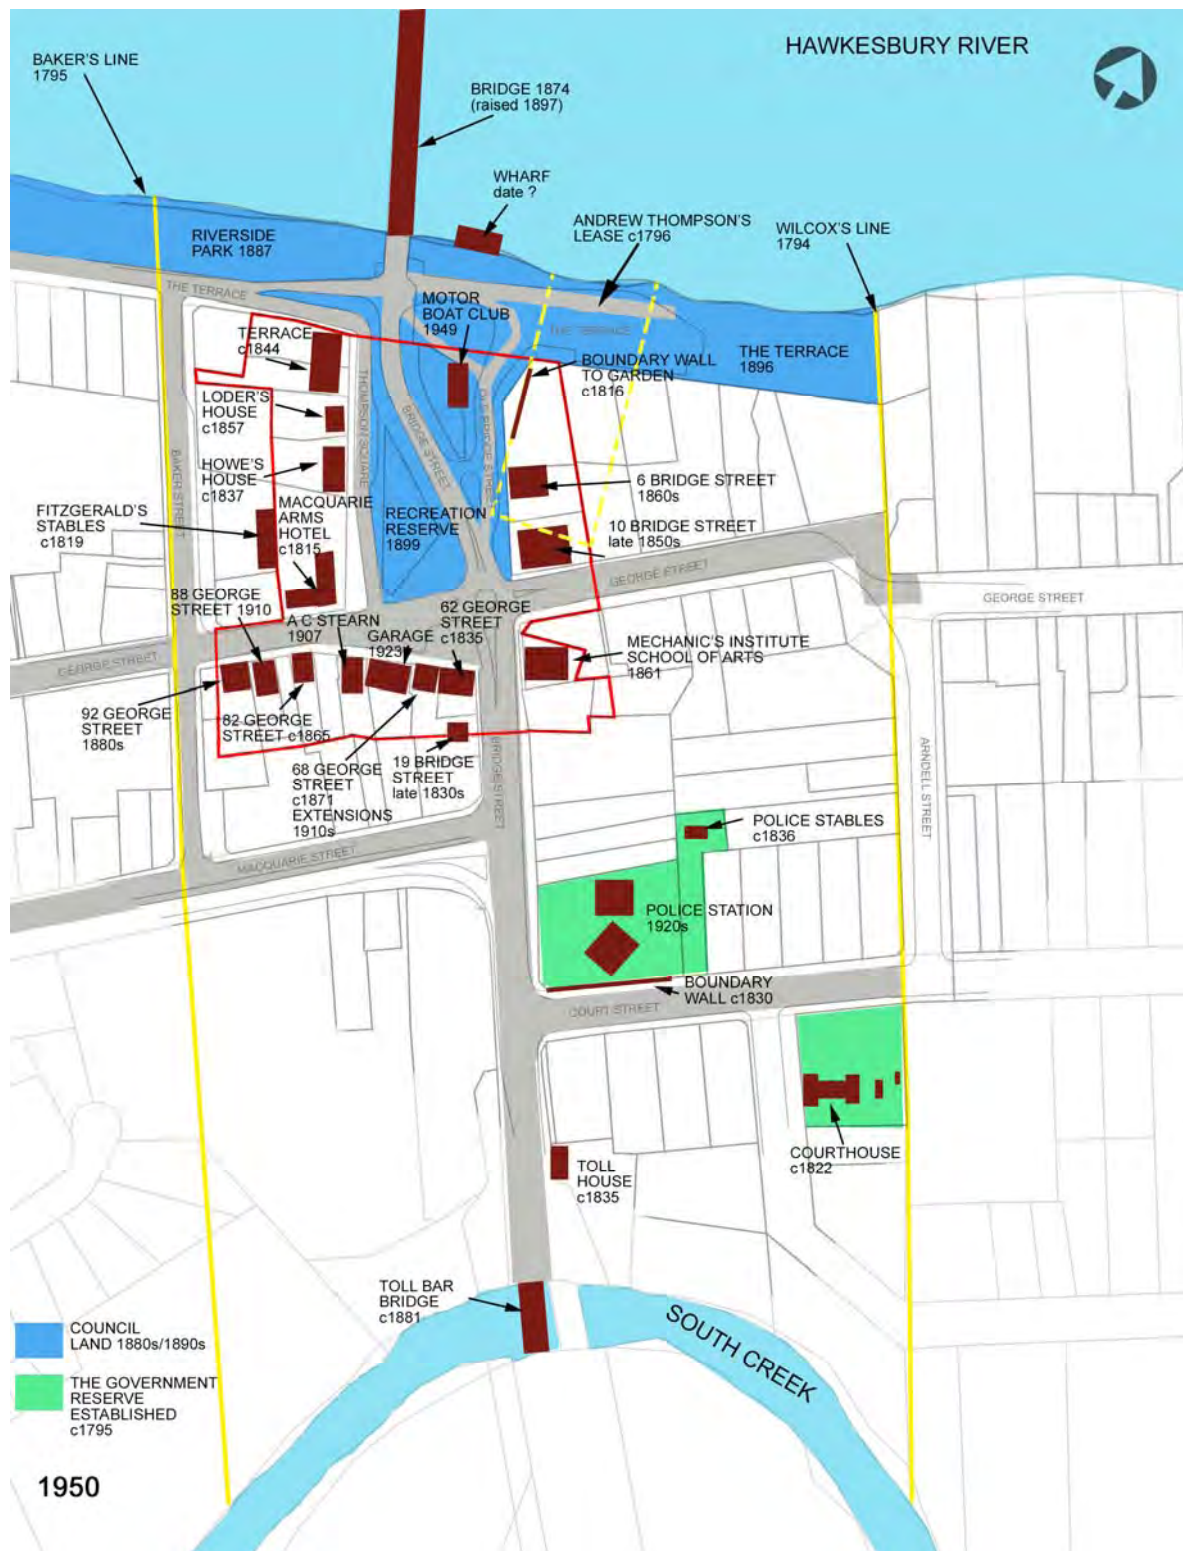 HAWKESBURY RIVER
BAKER'S LINE
1795
BRIDGE 1874
(raised 1897)
WHARF
date ?
ANDREW THOMPSON'S
LEASE c1796
WILCOX'S LINE
1794
RIVERSIDE
PARK 1887
THE TERRACE
MOTOR
BOAT CLUB
1949
THE TERRACE
TERRACE
c1844
BOUNDARY WALL
TO GARDEN
c1816
THE TERRACE
1896
LODER'S
HOUSE
c1857
THOMPSON SQUARE
BRIDGE STREET
OLD BRIDGE STREET
BAKER STREET
HOWE'S
HOUSE
c1837
6 BRIDGE STREET
1860s
MACQUARIE
ARMS
HOTEL
c1815
FITZGERALD'S
STABLES
c1819
RECREATION
RESERVE
1899
10 BRIDGE STREET
late 1850s
GEORGE STREET
GEORGE STREET
88 GEORGE
STREET 1910
A C STEARN
1907
GARAGE
1923
62 GEORGE
STREET
c1835
MECHANIC'S INSTITUTE
SCHOOL OF ARTS
1861
GEORGE STREET
92 GEORGE
STREET
1880s
82 GEORGE
STREET c1865
68 GEORGE
STREET
c1871
EXTENSIONS
1910s
19 BRIDGE
STREET
late 1830s
BRIDGE STREET
ARNDELL STREET
POLICE STABLES
c1836
MACQUARIE STREET
POLICE STATION
1920s
BOUNDARY
WALL c1830
COURT STREET
COURTHOUSE
c1822
TOLL
HOUSE
c1835
TOLL BAR
BRIDGE
c1881
SOUTH CREEK
COUNCIL
LAND 1880s/1890s
THE GOVERNMENT
RESERVE
ESTABLISHED
c1795
1950